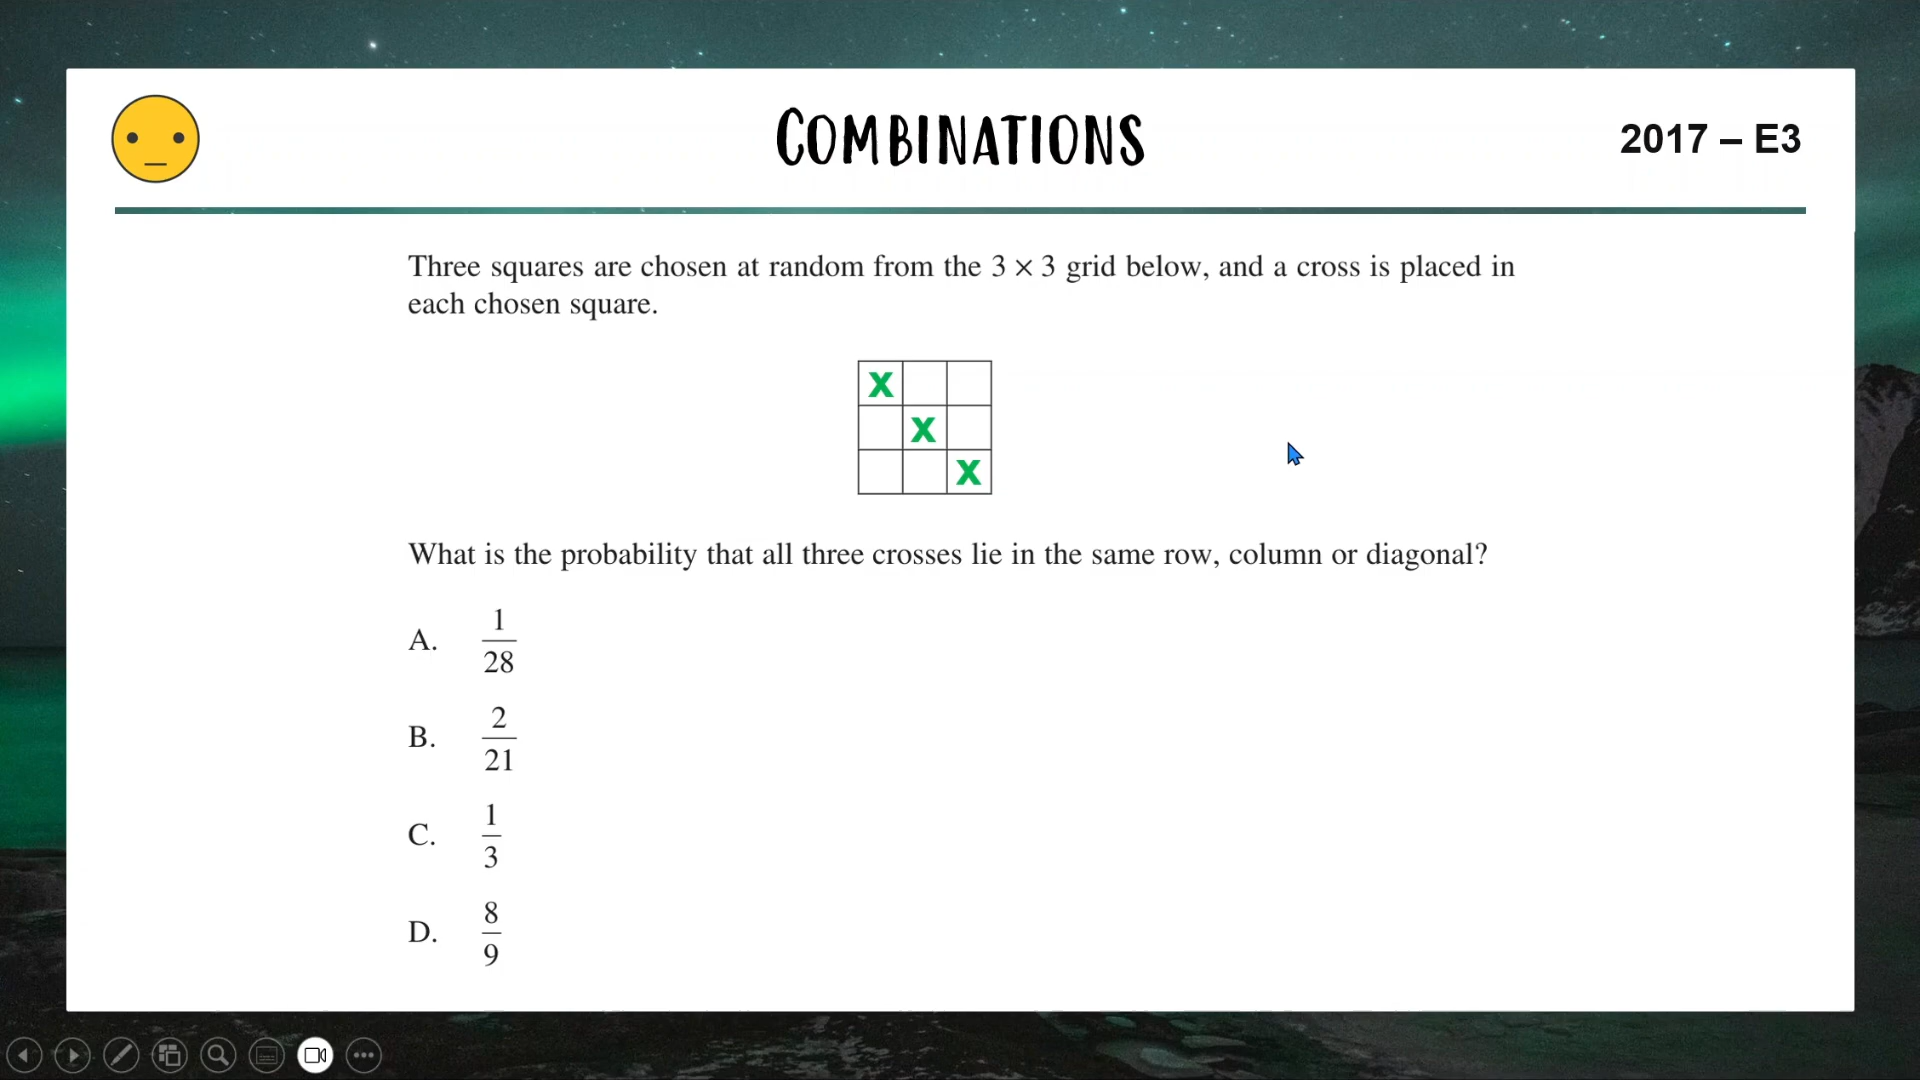 COMBINATIONS
2017 – E3
Three squares are chosen at random from the 3 × 3 grid below, and a cross is placed in
each chosen square.
X
X
X
What is the probability that all three crosses lie in the same row, column or diagonal?
A. 1/28
B. 2/21
C. 1/3
D. 8/9